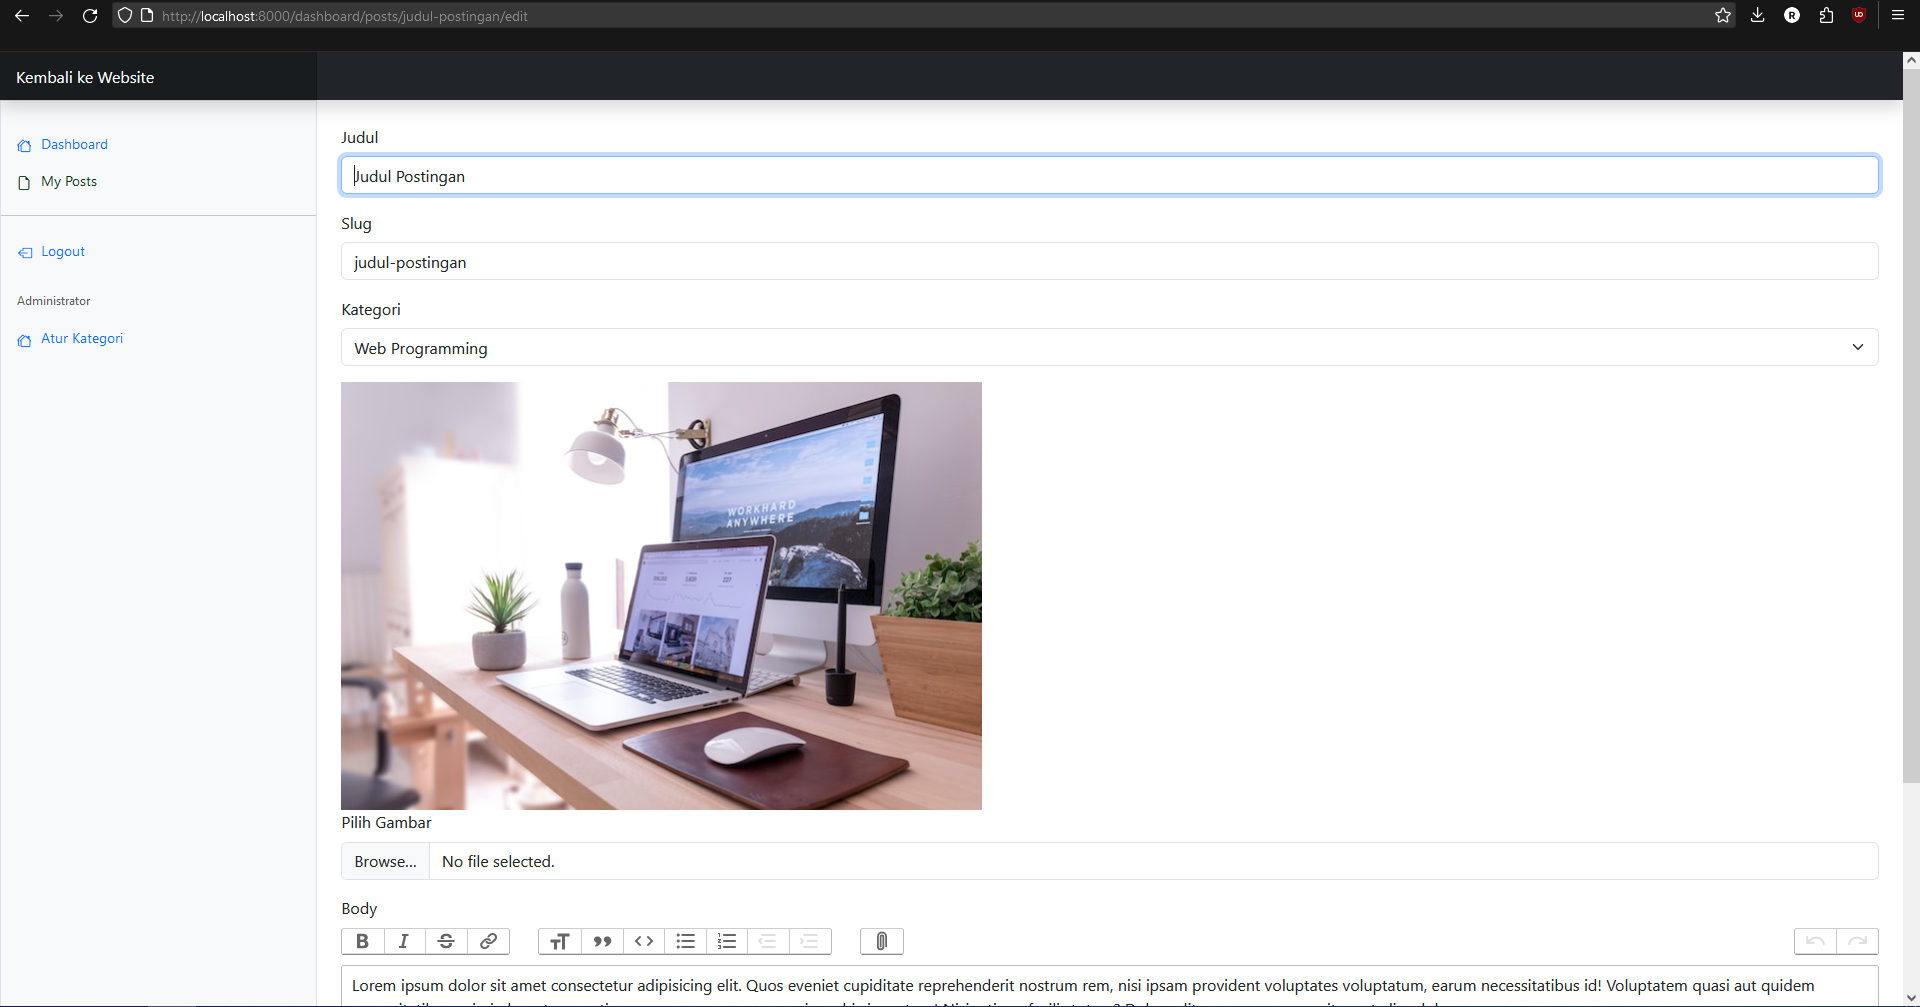 http://localhost:8000/dashboard/posts/judul-postingan/edit
Kembali ke Website
Dashboard
My Posts
Logout
Administrator
Atur Kategori
Judul
Judul Postingan
Slug
judul-postingan
Kategori
Web Programming
WORKHARD
ANYWHERE
Pilih Gambar
Browse... No file selected.
Body
Lorem ipsum dolor sit amet consectetur adipisicing elit. Quos eveniet cupiditate reprehenderit nostrum rem, nisi ipsam provident voluptates voluptatum, earum necessitatibus id! Voluptatem quasi aut quidem